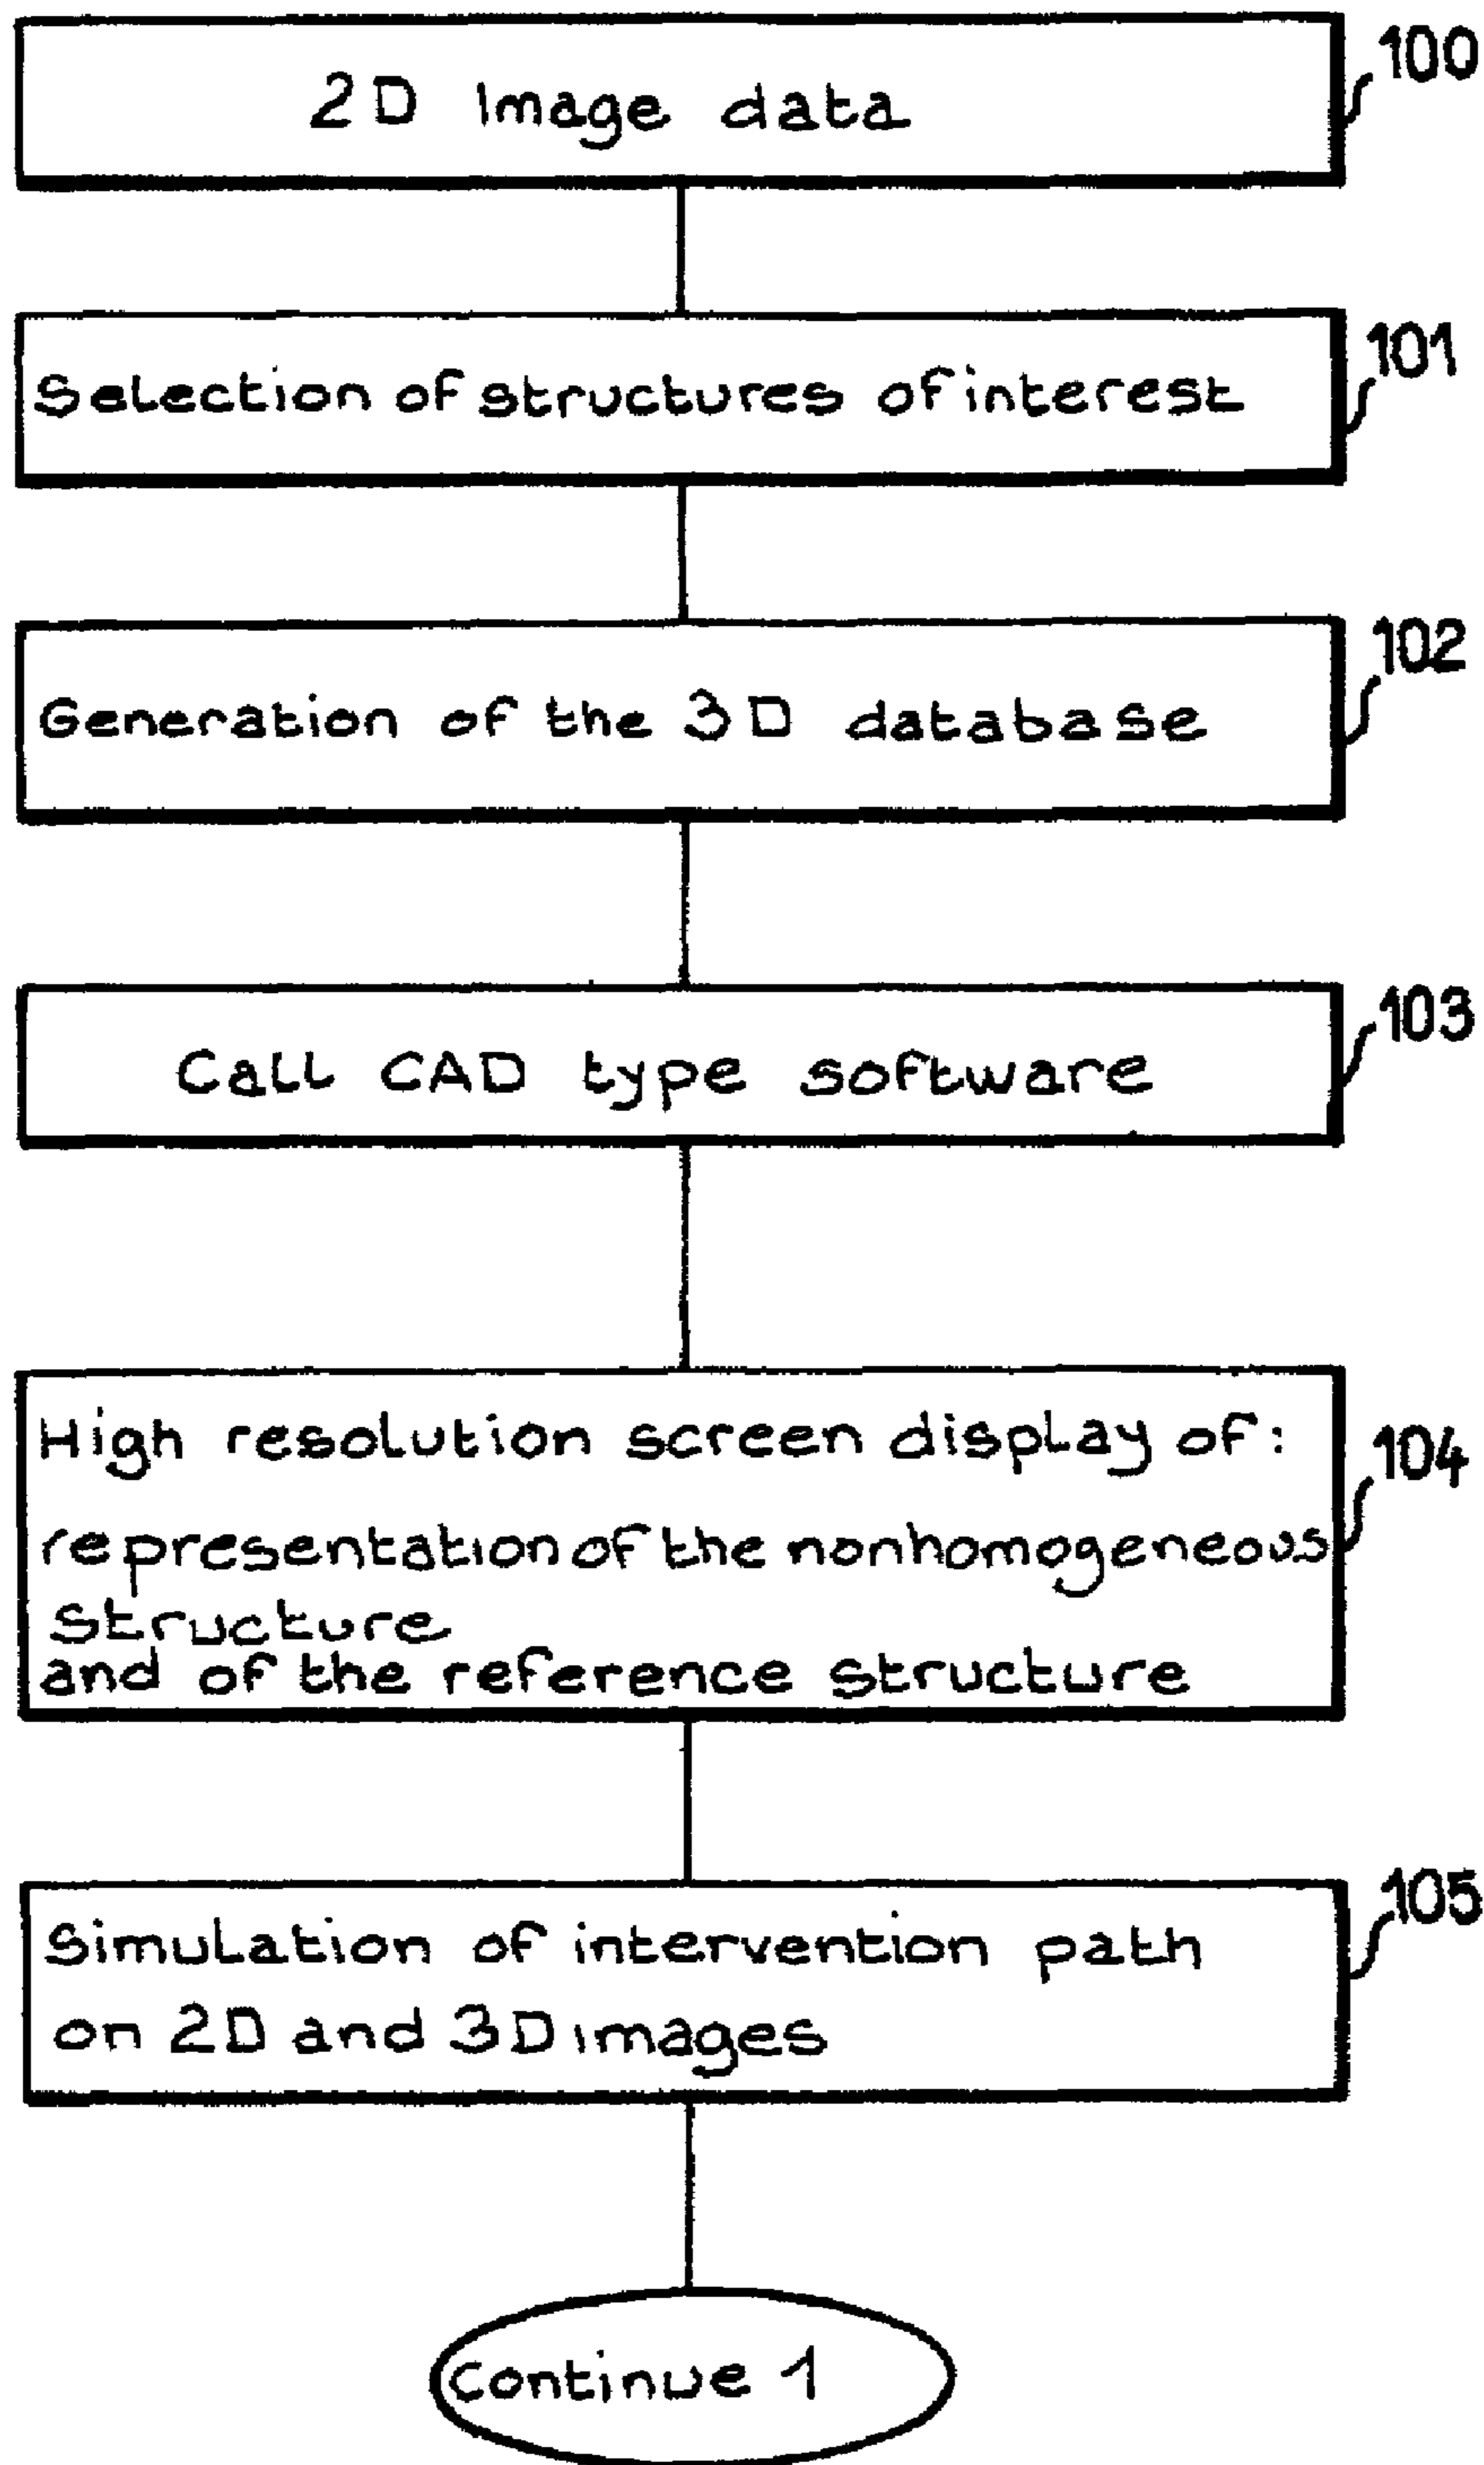 100
2D Image data
101
Selection of structures of interest
102
Generation of the 3D database
103
Call CAD type software
104
High resolution screen display of:
representation of the nonhomogeneous
structure
and of the reference structure
105
Simulation of intervention path
on 2D and 3D images
Continue 1